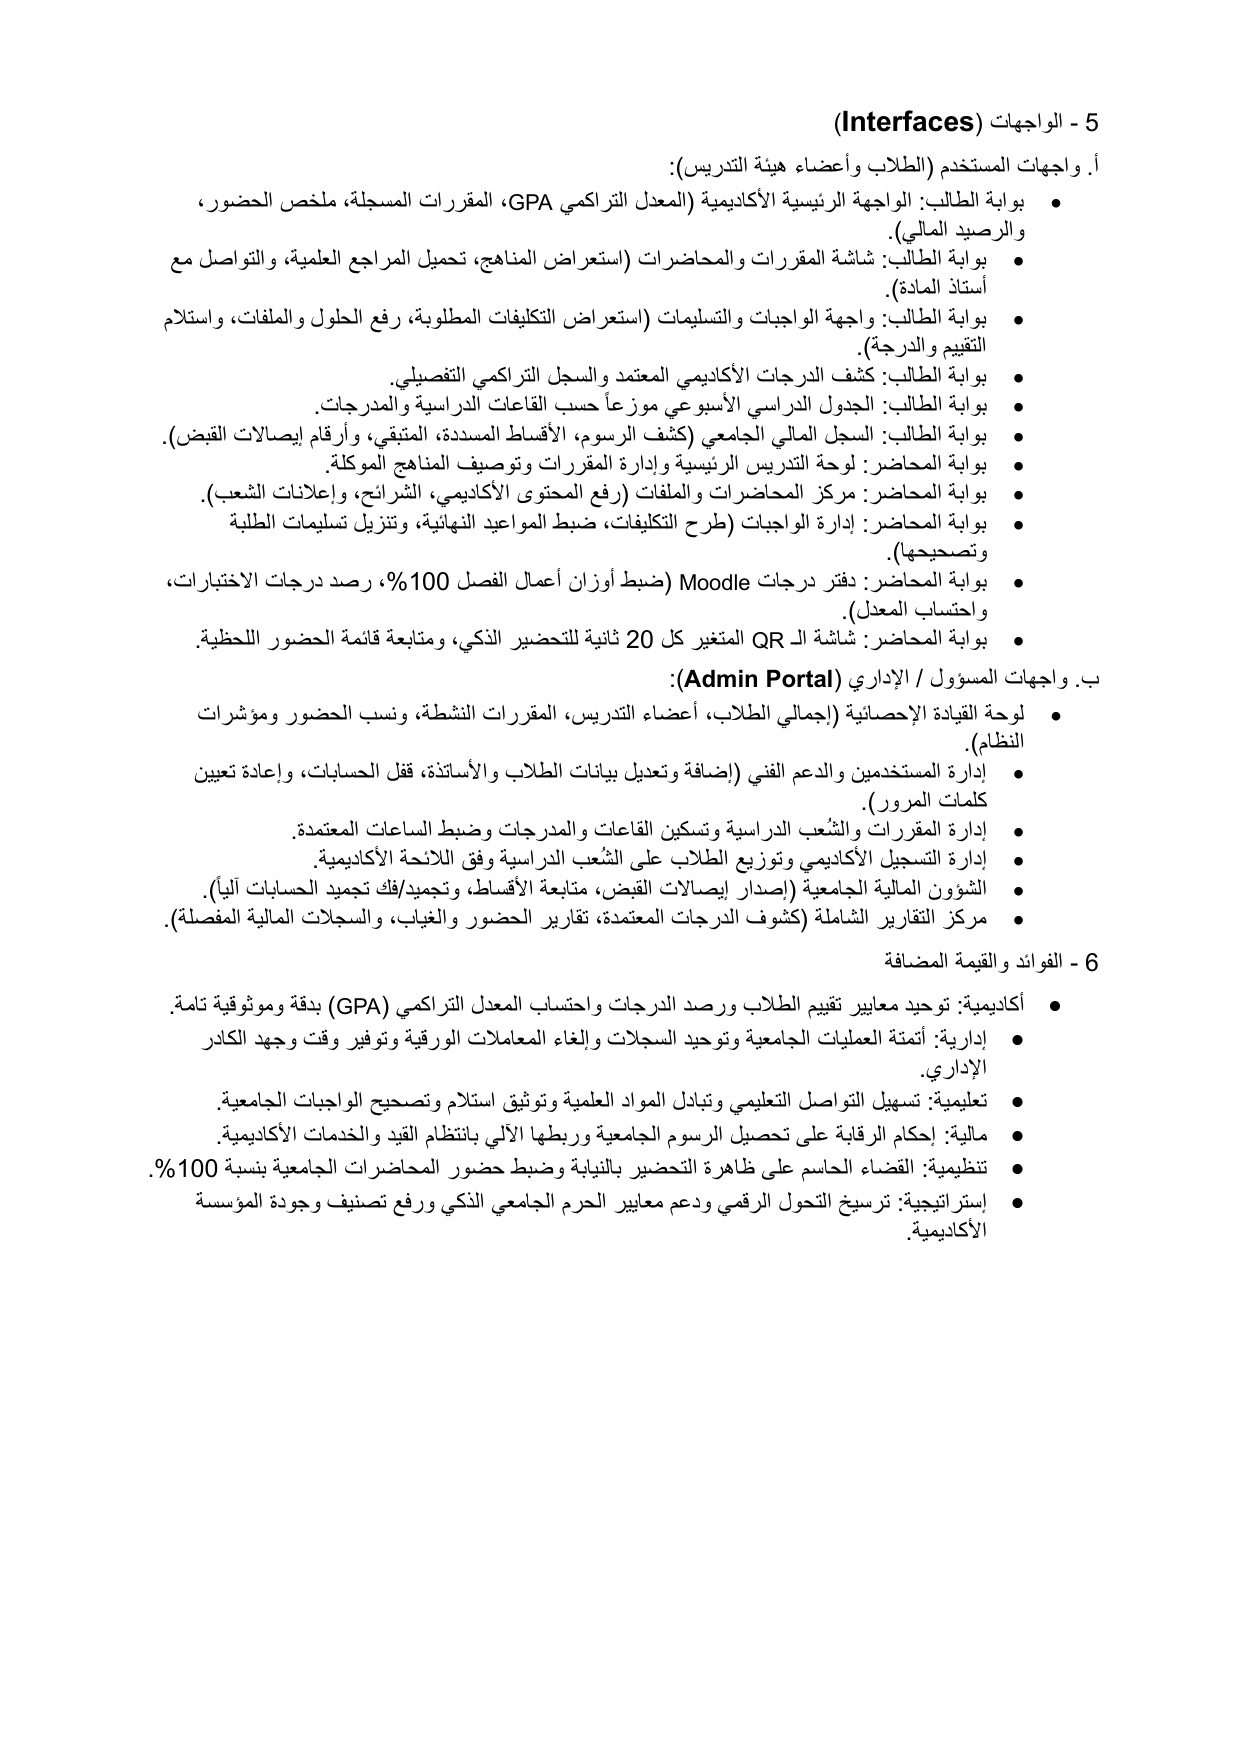 5 - الواجهات (Interfaces)
أ. واجهات المستخدم (الطلاب وأعضاء هيئة التدريس):
● بوابة الطالب: الواجهة الرئيسية الأكاديمية (المعدل التراكمي GPA، المقررات المسجلة، ملخص الحضور،
والرصيد المالي).
● بوابة الطالب: شاشة المقررات والمحاضرات (استعراض المناهج، تحميل المراجع العلمية، والتواصل مع
أستاذ المادة).
● بوابة الطالب: واجهة الواجبات والتسليمات (استعراض التكليفات المطلوبة، رفع الحلول والملفات، واستلام
التقييم والدرجة).
● بوابة الطالب: كشف الدرجات الأكاديمي المعتمد والسجل التراكمي التفصيلي.
● بوابة الطالب: الجدول الدراسي الأسبوعي موزعاً حسب القاعات الدراسية والمدرجات.
● بوابة الطالب: السجل المالي الجامعي (كشف الرسوم، الأقساط المسددة، المتبقي، وأرقام إيصالات القبض).
● بوابة المحاضر: لوحة التدريس الرئيسية وإدارة المقررات وتوصيف المناهج الموكلة.
● بوابة المحاضر: مركز المحاضرات والملفات (رفع المحتوى الأكاديمي، الشرائح، وإعلانات الشعب).
● بوابة المحاضر: إدارة الواجبات (طرح التكليفات، ضبط المواعيد النهائية، وتنزيل تسليمات الطلبة
وتصحيحها).
● بوابة المحاضر: دفتر درجات Moodle (ضبط أوزان أعمال الفصل 100%، رصد درجات الاختبارات،
واحتساب المعدل).
● بوابة المحاضر: شاشة الـ QR المتغير كل 20 ثانية للتحضير الذكي، ومتابعة قائمة الحضور اللحظية.
ب. واجهات المسؤول / الإداري (Admin Portal):
● لوحة القيادة الإحصائية (إجمالي الطلاب، أعضاء التدريس، المقررات النشطة، ونسب الحضور ومؤشرات
النظام).
● إدارة المستخدمين والدعم الفني (إضافة وتعديل بيانات الطلاب والأساتذة، قفل الحسابات، وإعادة تعيين
كلمات المرور).
● إدارة المقررات والشُعب الدراسية وتسكين القاعات والمدرجات وضبط الساعات المعتمدة.
● إدارة التسجيل الأكاديمي وتوزيع الطلاب على الشُعب الدراسية وفق اللائحة الأكاديمية.
● الشؤون المالية الجامعية (إصدار إيصالات القبض، متابعة الأقساط، وتجميد/فك تجميد الحسابات آلياً).
● مركز التقارير الشاملة (كشوف الدرجات المعتمدة، تقارير الحضور والغياب، والسجلات المالية المفصلة).
6 - الفوائد والقيمة المضافة
● أكاديمية: توحيد معايير تقييم الطلاب ورصد الدرجات واحتساب المعدل التراكمي (GPA) بدقة وموثوقية تامة.
● إدارية: أتمتة العمليات الجامعية وتوحيد السجلات وإلغاء المعاملات الورقية وتوفير وقت وجهد الكادر
الإداري.
● تعليمية: تسهيل التواصل التعليمي وتبادل المواد العلمية وتوثيق استلام وتصحيح الواجبات الجامعية.
● مالية: إحكام الرقابة على تحصيل الرسوم الجامعية وربطها الآلي بانتظام القيد والخدمات الأكاديمية.
● تنظيمية: القضاء الحاسم على ظاهرة التحضير بالنيابة وضبط حضور المحاضرات الجامعية بنسبة 100%.
● إستراتيجية: ترسيخ التحول الرقمي ودعم معايير الحرم الجامعي الذكي ورفع تصنيف وجودة المؤسسة
الأكاديمية.